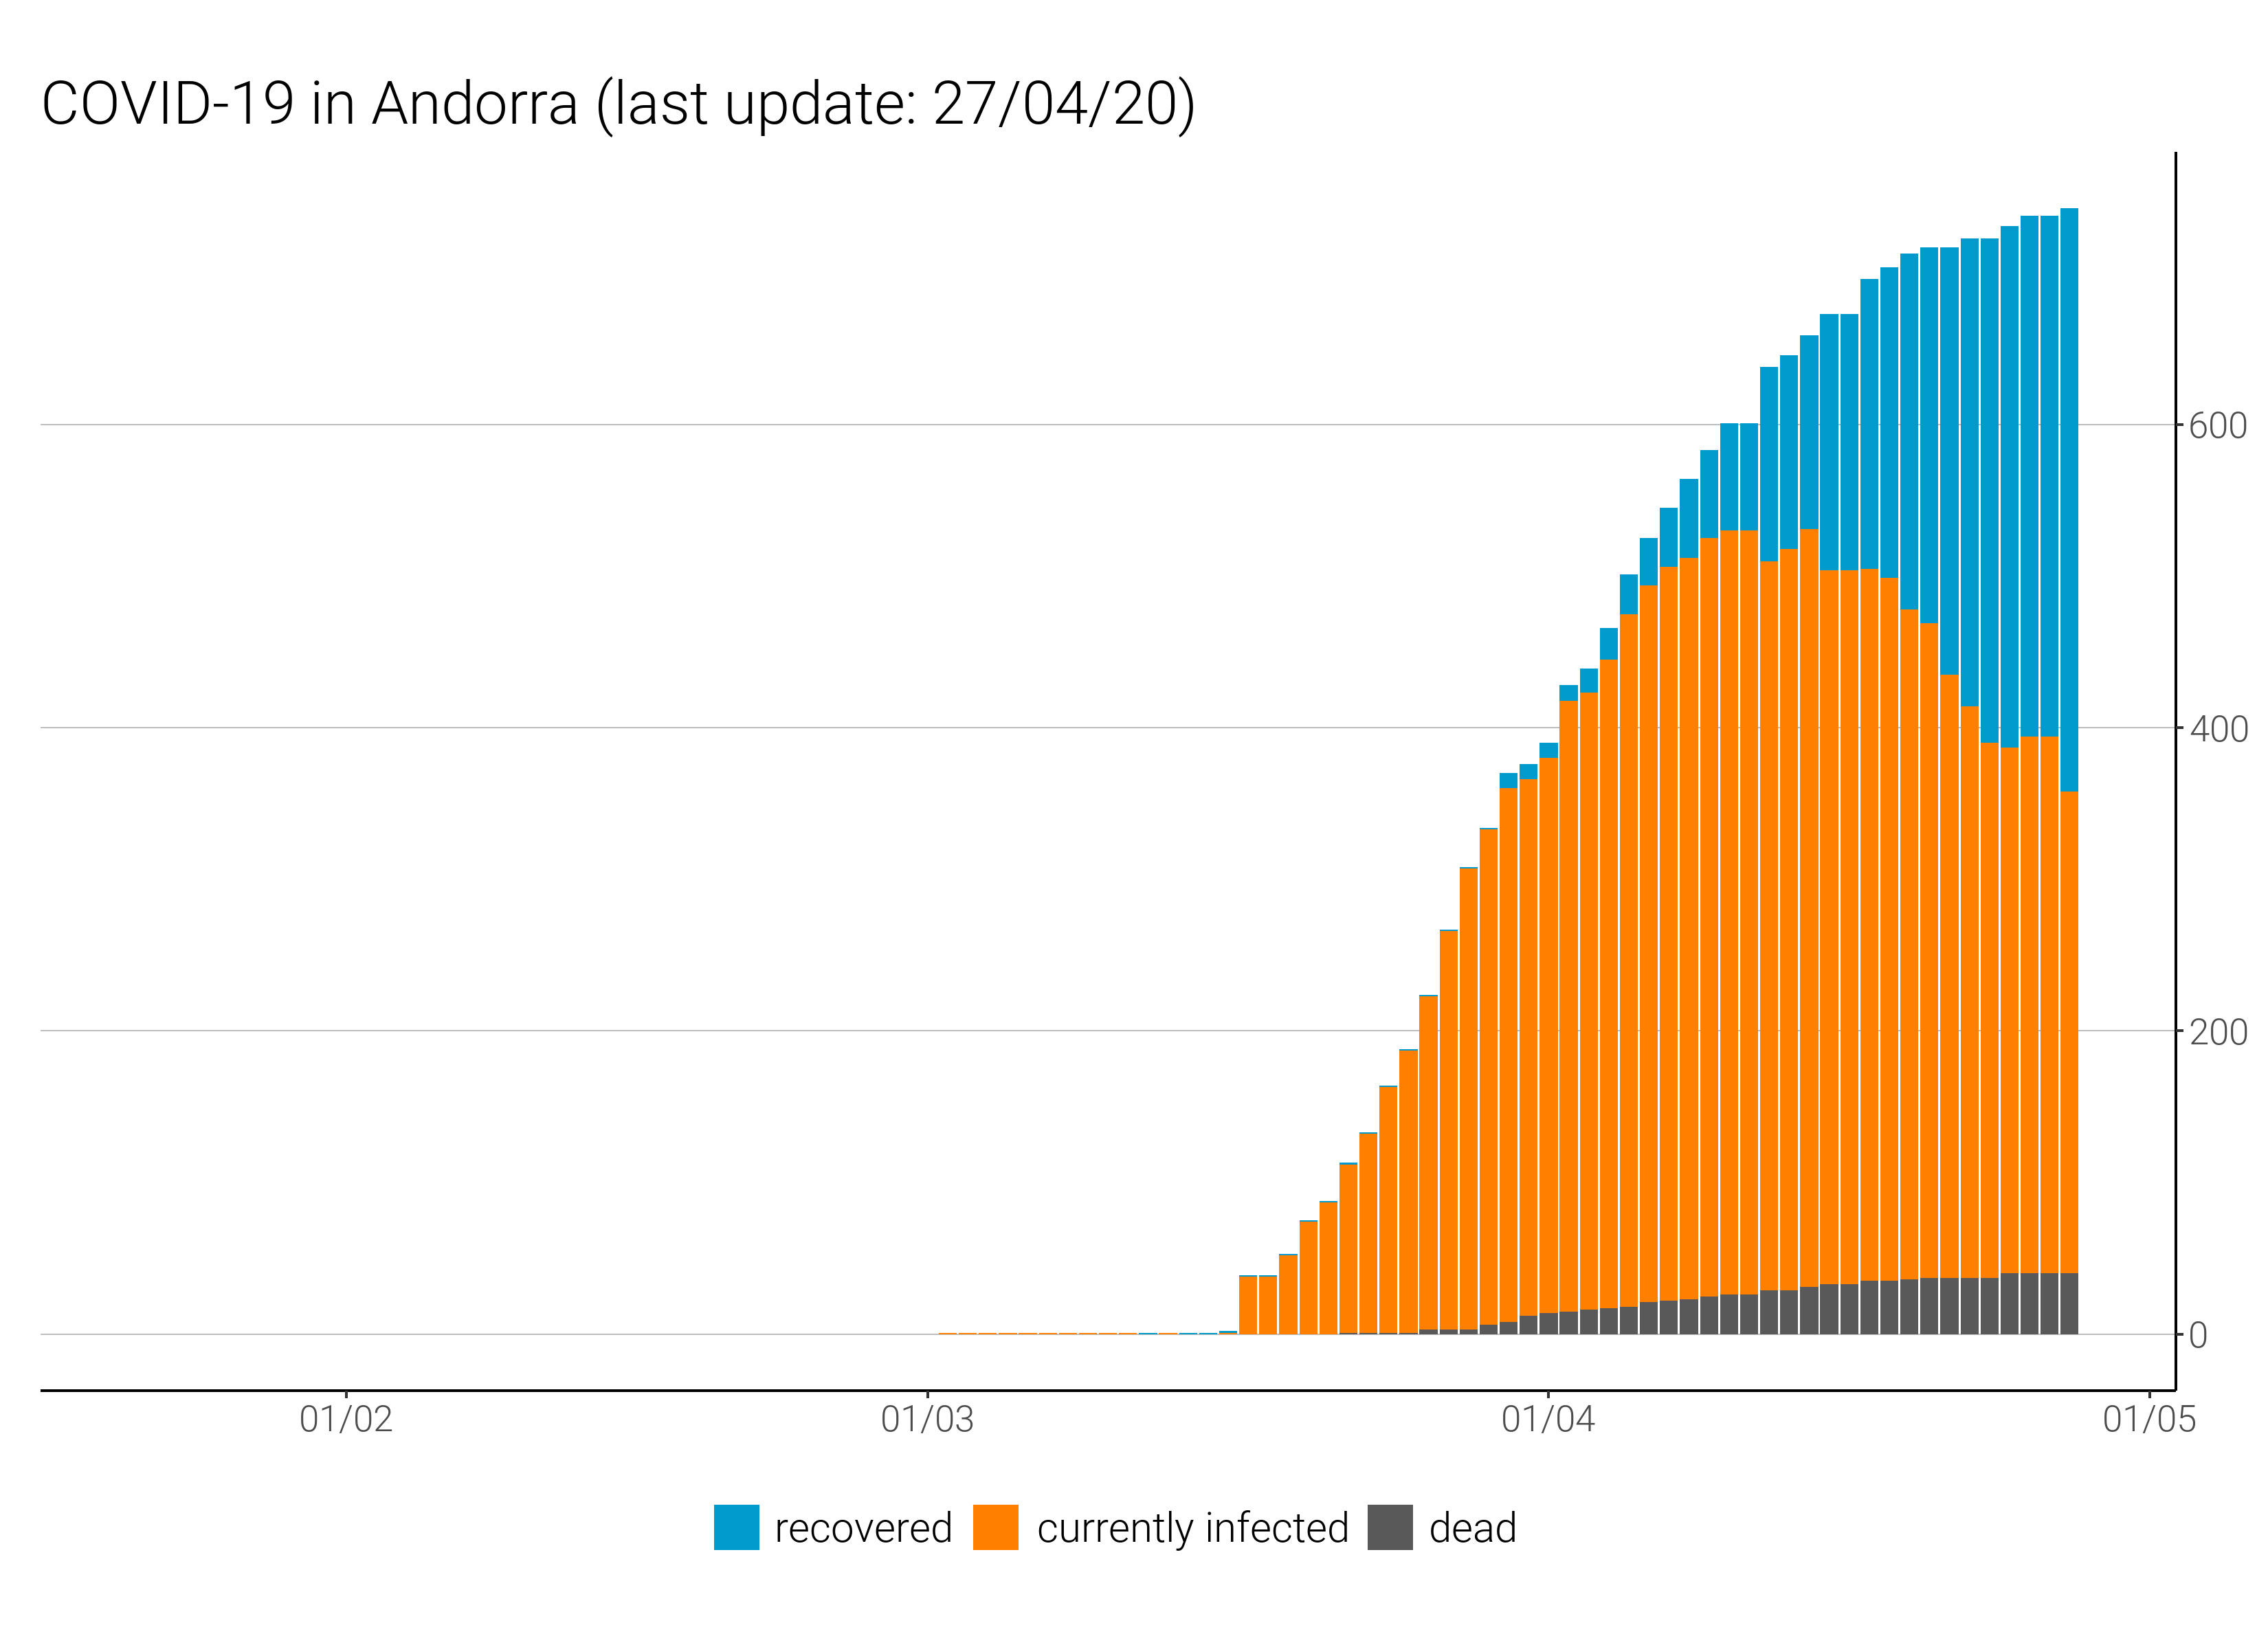 COVID-19 in Andorra (last update: 27/04/20)
600
400
200
0
01/02 01/03 01/04 01/05
recovered currently infected dead